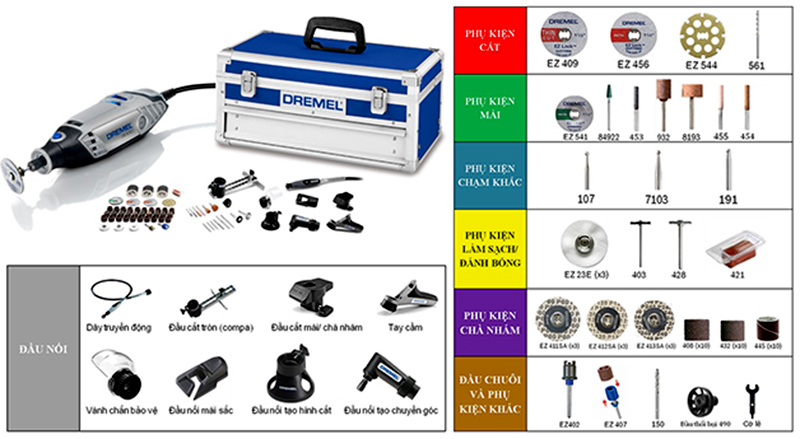 DREMEL
DREMEL
ĐẦU NỐI
Dây truyền động
Đầu cắt tròn (compa)
Đầu cắt mài/ chà nhám
Tay cầm
Vành chắn bảo vệ
Đầu nối mài sắc
Đầu nối tạo hình cắt
Đầu nối tạo chuyển góc
PHỤ KIỆN
CẮT
EZ 409
EZ 456
EZ 544
561
PHỤ KIỆN
MÀI
EZ 541
84922
453
932
8193
455
454
PHỤ KIỆN
CHẠM KHẮC
107
7103
191
PHỤ KIỆN
LÀM SẠCH/
ĐÁNH BÓNG
EZ 23E (x3)
403
428
421
PHỤ KIỆN
CHÀ NHÁM
EZ 411SA (x3)
EZ 412SA (x3)
EZ 413SA (x3)
408 (x10)
432 (x10)
445 (x10)
ĐẦU CHUÔI
VÀ PHỤ
KIỆN KHÁC
EZ402
EZ 407
150
Đầu thổi bụi 490
Cờ lê